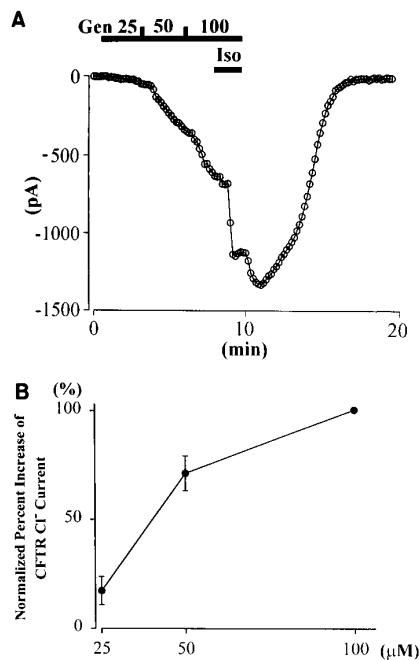 A
Gen 25 50 100
Iso
0
-500
-1000
-1500
(pA)
0 10 20
(min)
B
(%)
100
50
0
Normalized Percent Increase of
CFTR Cl⁻ Current
25 50 100 (μM)